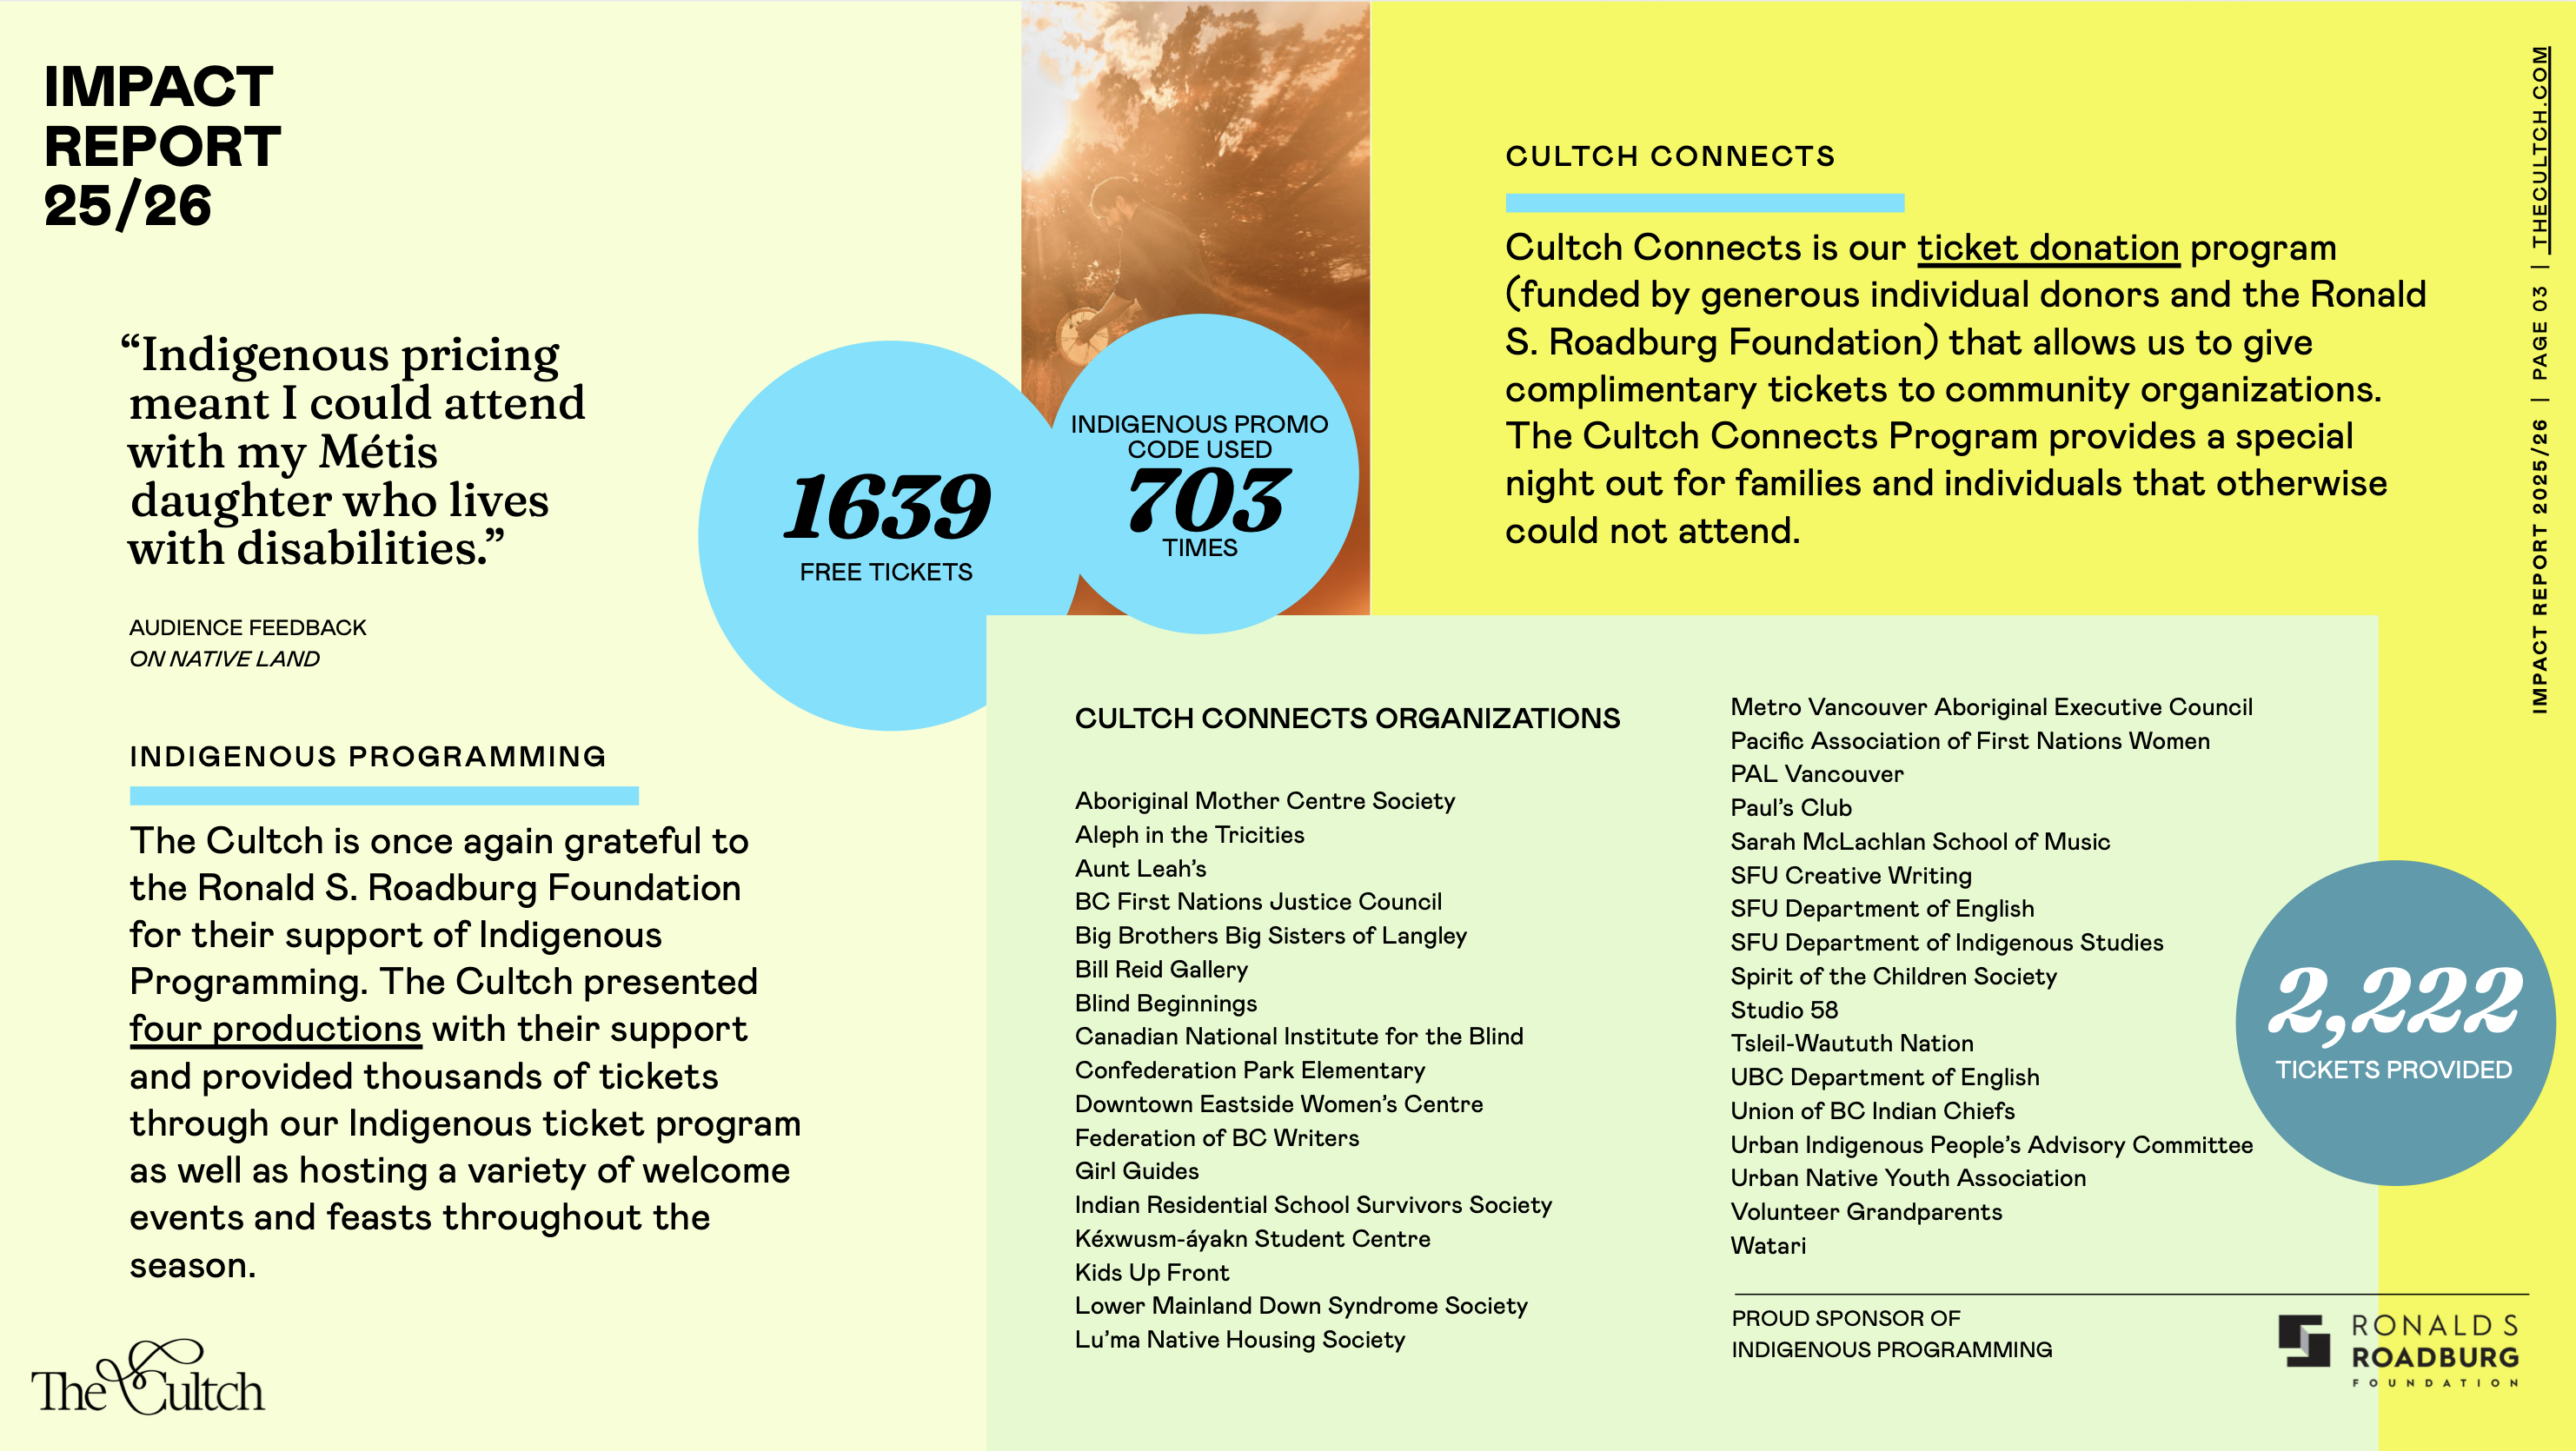 IMPACT
REPORT
25/26
“Indigenous pricing
meant I could attend
with my Métis
daughter who lives
with disabilities.”
AUDIENCE FEEDBACK
ON NATIVE LAND
INDIGENOUS PROGRAMMING
The Cultch is once again grateful to
the Ronald S. Roadburg Foundation
for their support of Indigenous
Programming. The Cultch presented
four productions with their support
and provided thousands of tickets
through our Indigenous ticket program
as well as hosting a variety of welcome
events and feasts throughout the
season.
The Cultch
1639
FREE TICKETS
INDIGENOUS PROMO
CODE USED
703
TIMES
CULTCH CONNECTS
Cultch Connects is our ticket donation program
(funded by generous individual donors and the Ronald
S. Roadburg Foundation) that allows us to give
complimentary tickets to community organizations.
The Cultch Connects Program provides a special
night out for families and individuals that otherwise
could not attend.
CULTCH CONNECTS ORGANIZATIONS
Aboriginal Mother Centre Society
Aleph in the Tricities
Aunt Leah’s
BC First Nations Justice Council
Big Brothers Big Sisters of Langley
Bill Reid Gallery
Blind Beginnings
Canadian National Institute for the Blind
Confederation Park Elementary
Downtown Eastside Women’s Centre
Federation of BC Writers
Girl Guides
Indian Residential School Survivors Society
Kéxwusm-áyakn Student Centre
Kids Up Front
Lower Mainland Down Syndrome Society
Lu’ma Native Housing Society
Metro Vancouver Aboriginal Executive Council
Pacific Association of First Nations Women
PAL Vancouver
Paul’s Club
Sarah McLachlan School of Music
SFU Creative Writing
SFU Department of English
SFU Department of Indigenous Studies
Spirit of the Children Society
Studio 58
Tsleil-Waututh Nation
UBC Department of English
Union of BC Indian Chiefs
Urban Indigenous People’s Advisory Committee
Urban Native Youth Association
Volunteer Grandparents
Watari
2,222
TICKETS PROVIDED
PROUD SPONSOR OF
INDIGENOUS PROGRAMMING
RONALD S
ROADBURG
FOUNDATION
IMPACT REPORT 2025/26 | PAGE 03 | THECULTCH.COM